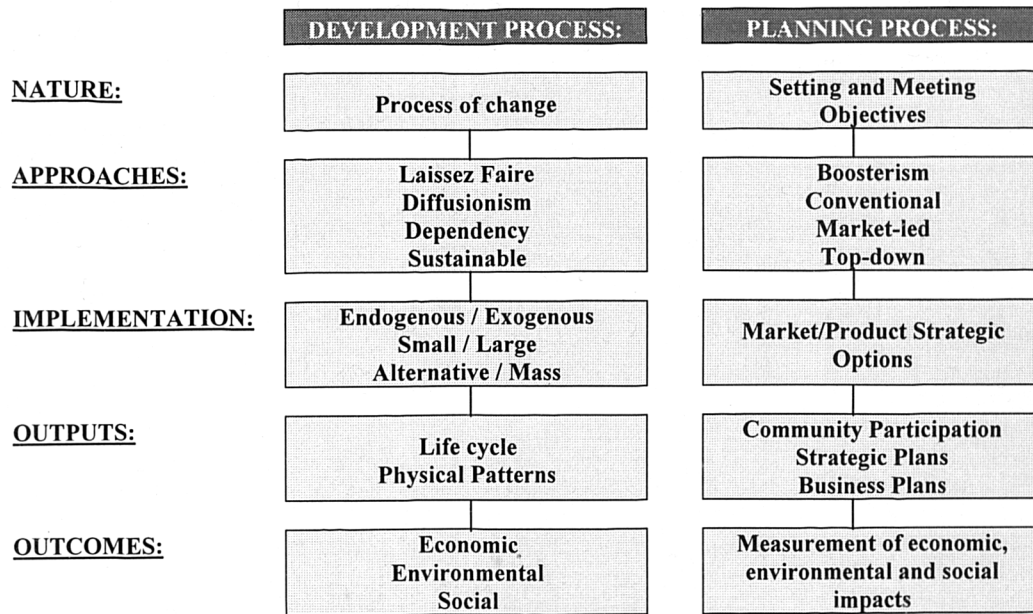 DEVELOPMENT PROCESS:
PLANNING PROCESS:
NATURE:
Process of change
Setting and Meeting
Objectives
APPROACHES:
Laissez Faire
Diffusionism
Dependency
Sustainable
Boosterism
Conventional
Market-ied
Top-down
IMPLEMENTATION:
Endogenous / Exogenous
Small / Large
Alternative / Mass
Market/Product Strategic
Options
OUTPUTS:
Life cycle
Physical Patterns
Community Participation
Strategic Plans
Business Plans
OUTCOMES:
Economic
Environmental
Social
Measurement of economic,
environmental and social
impacts